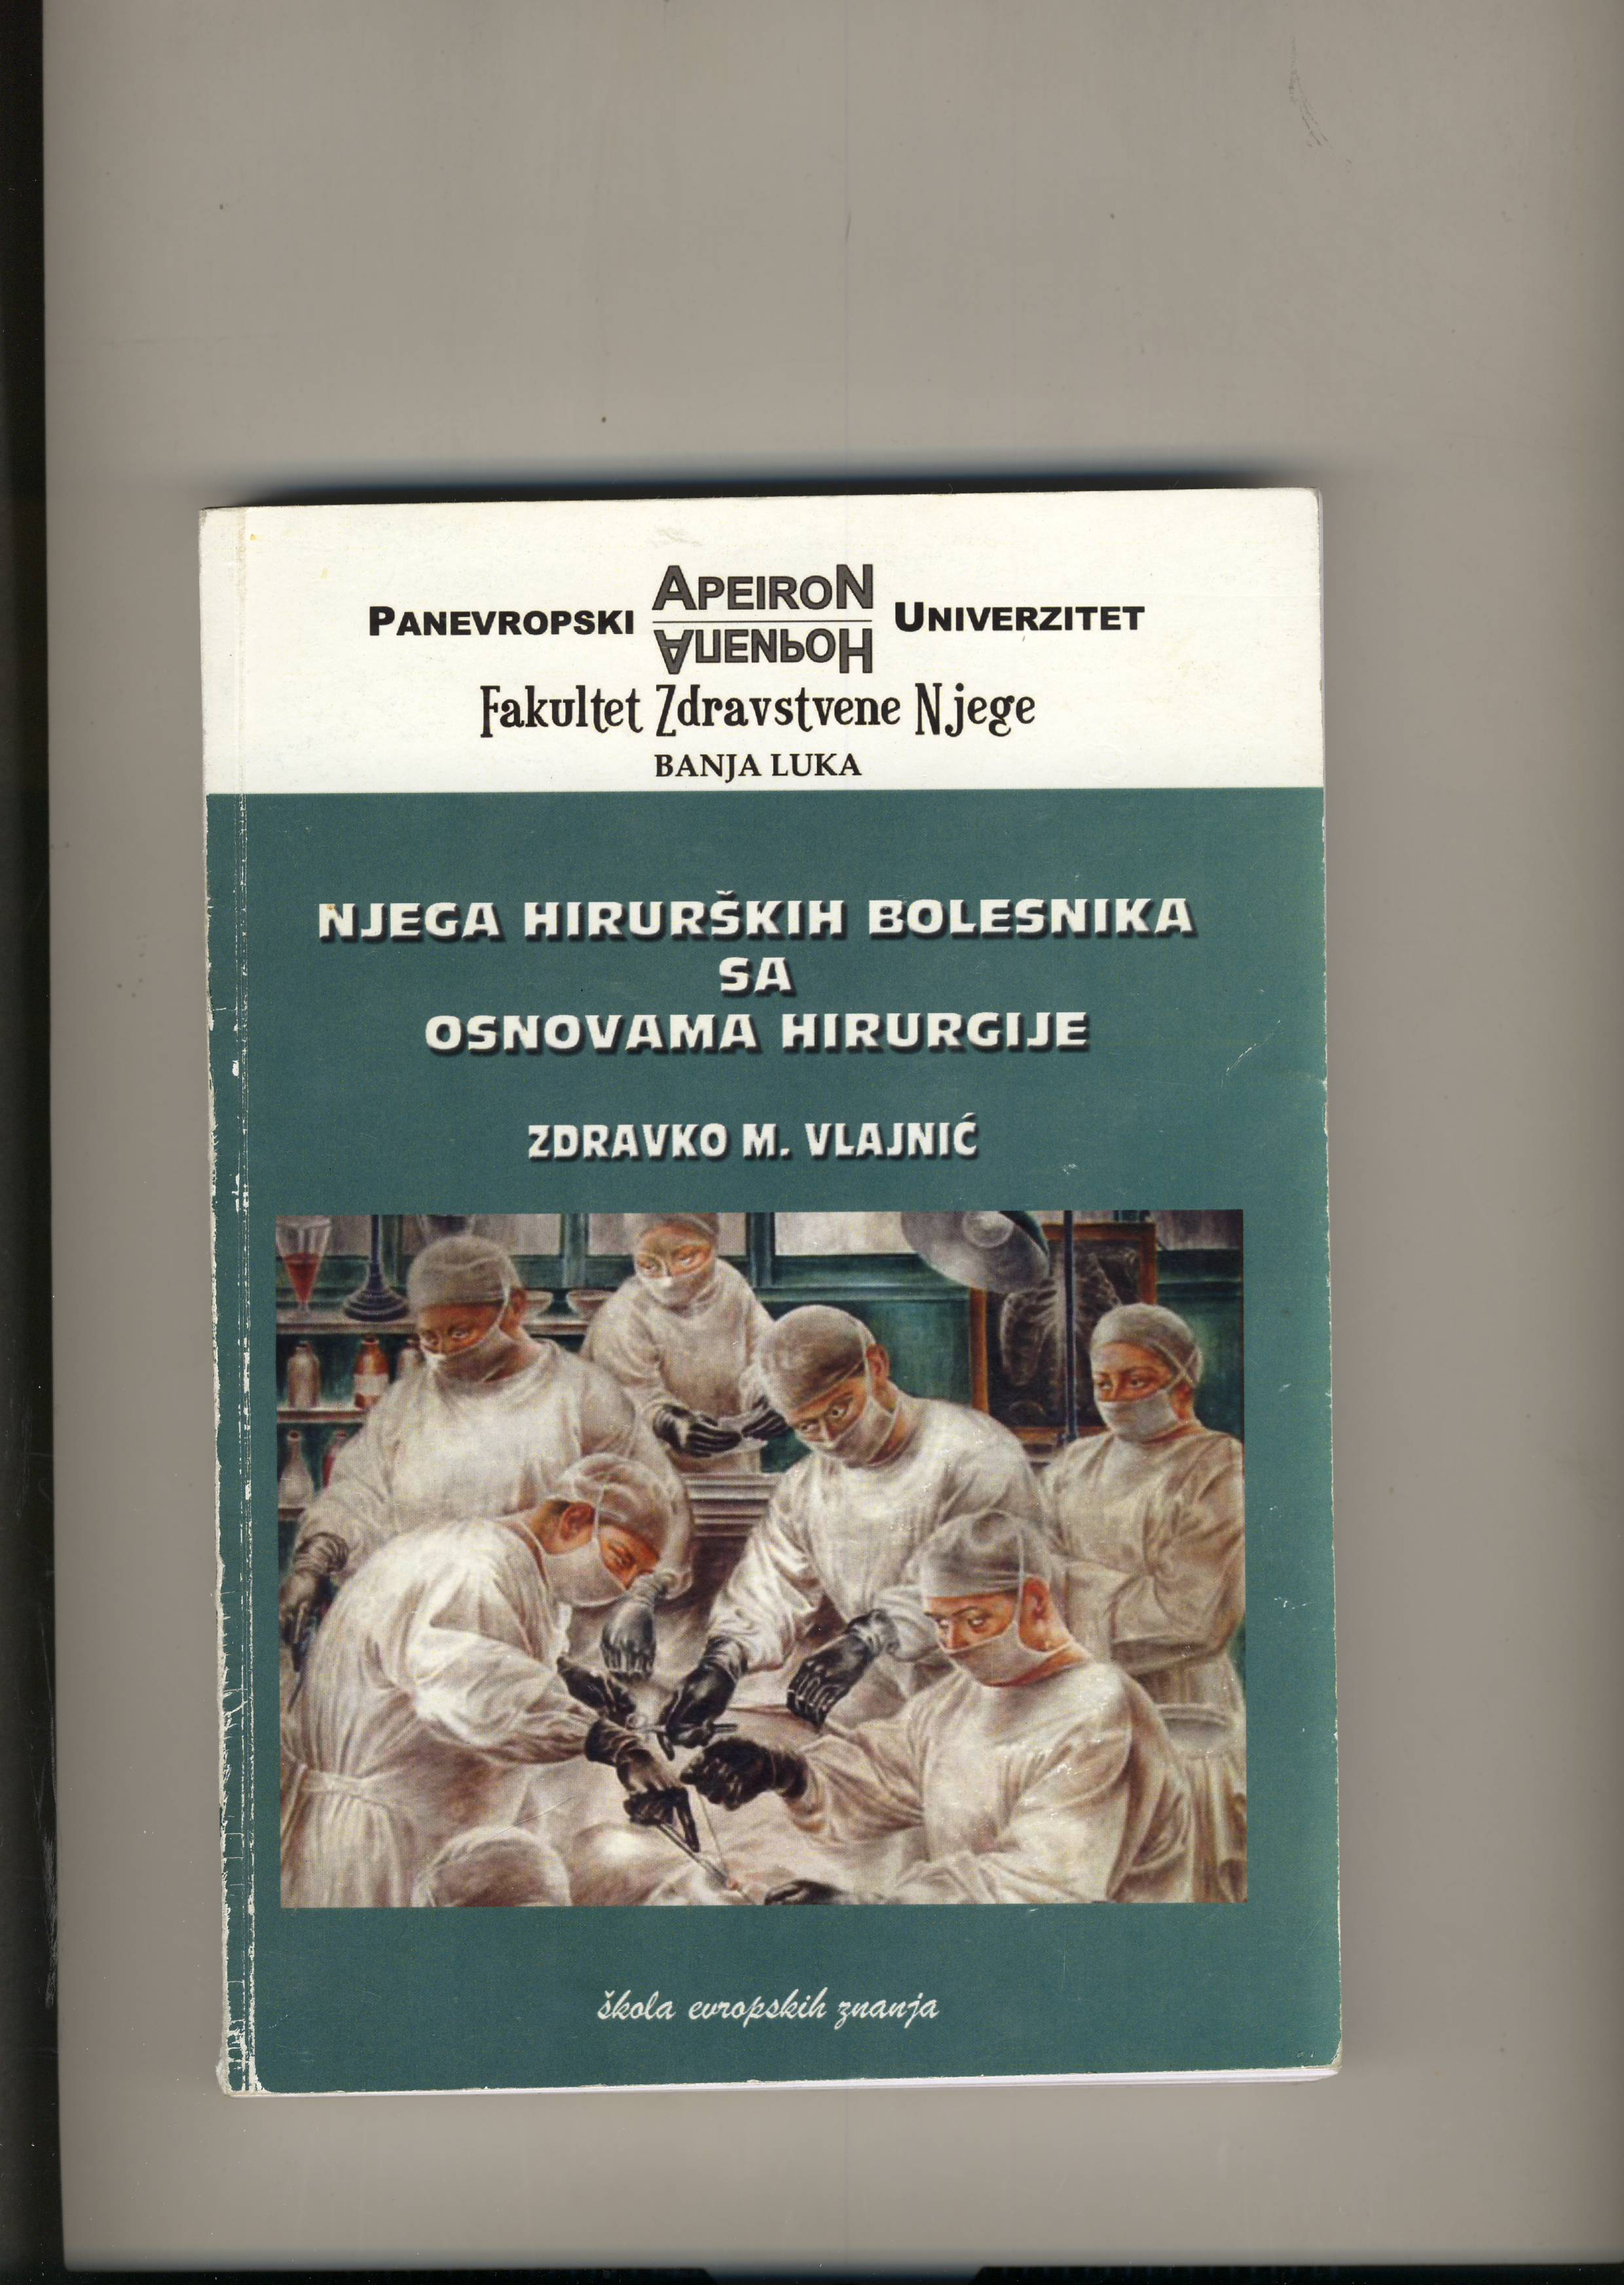 PANEVROPSKI APEIRON UNIVERZITET
АПЕИРОН
Fakultet Zdravstvene Njege
BANJA LUKA
NJEGA HIRURŠKIH BOLESNIKA
SA
OSNOVAMA HIRURGIJE
ZDRAVKO M. VLAJNIĆ
škola evropskih znanja